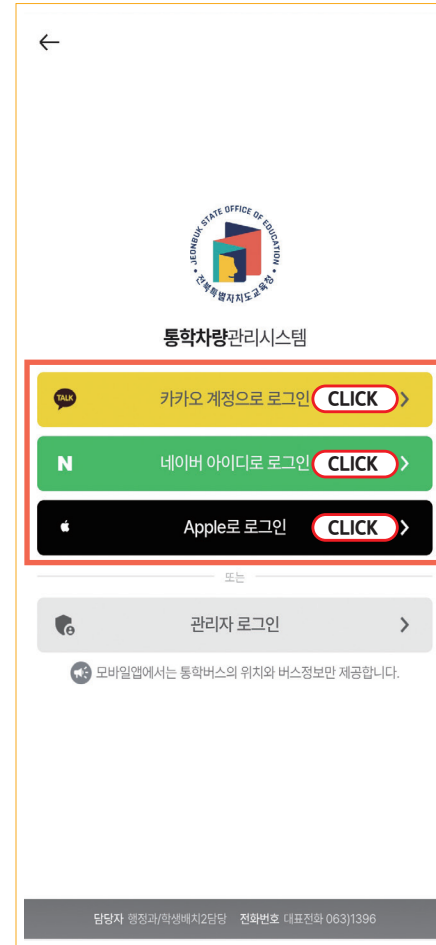 JEONBUK STATE OFFICE OF EDUCATION
전북특별자치도교육청
통학차량관리시스템
TALK 카카오 계정으로 로그인 CLICK
N 네이버 아이디로 로그인 CLICK
Apple로 로그인 CLICK
또는
관리자 로그인
모바일앱에서는 통학버스의 위치와 버스정보만 제공합니다.
담당자 행정과/학생배치2담당 전화번호 대표전화 063)1396